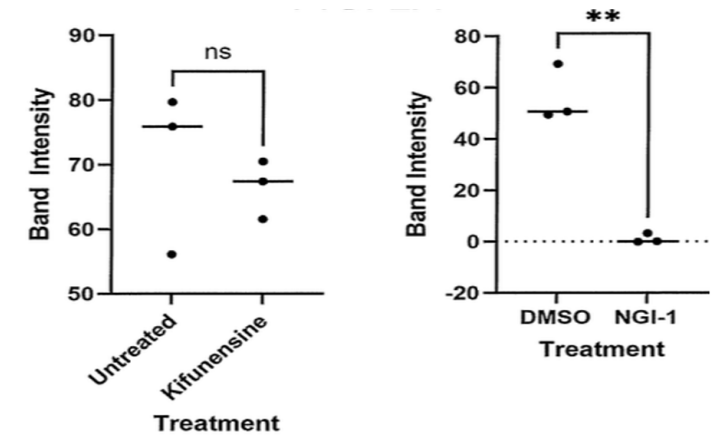 90
80
70
60
50
Band Intensity
ns
Untreated
Kifunensine
Treatment
80
60
40
20
0
-20
Band Intensity
**
DMSO NGI-1
Treatment